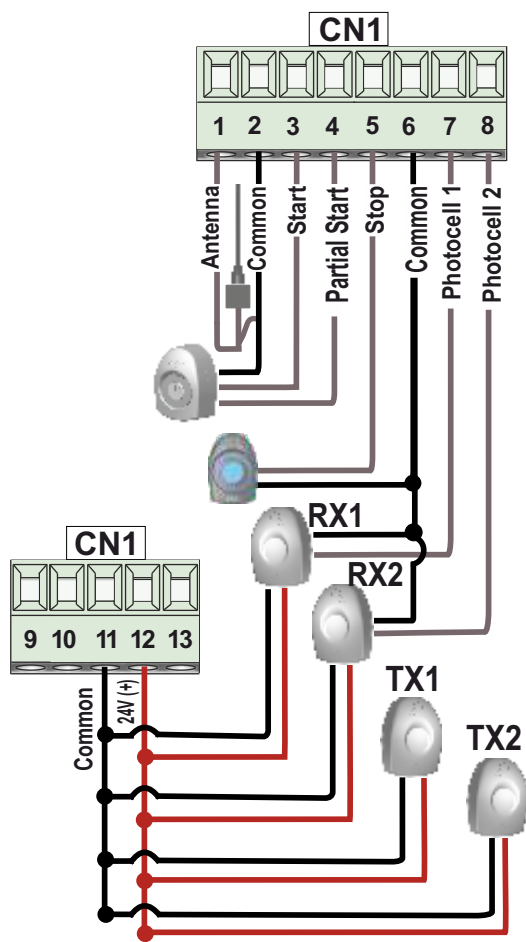 CN1
1 2 3 4 5 6 7 8
Antenna
Common
Start
Partial Start
Stop
Common
Photocell 1
Photocell 2
RX1
CN1
RX2
9 10 11 12 13
Common
24V (+)
TX1
TX2